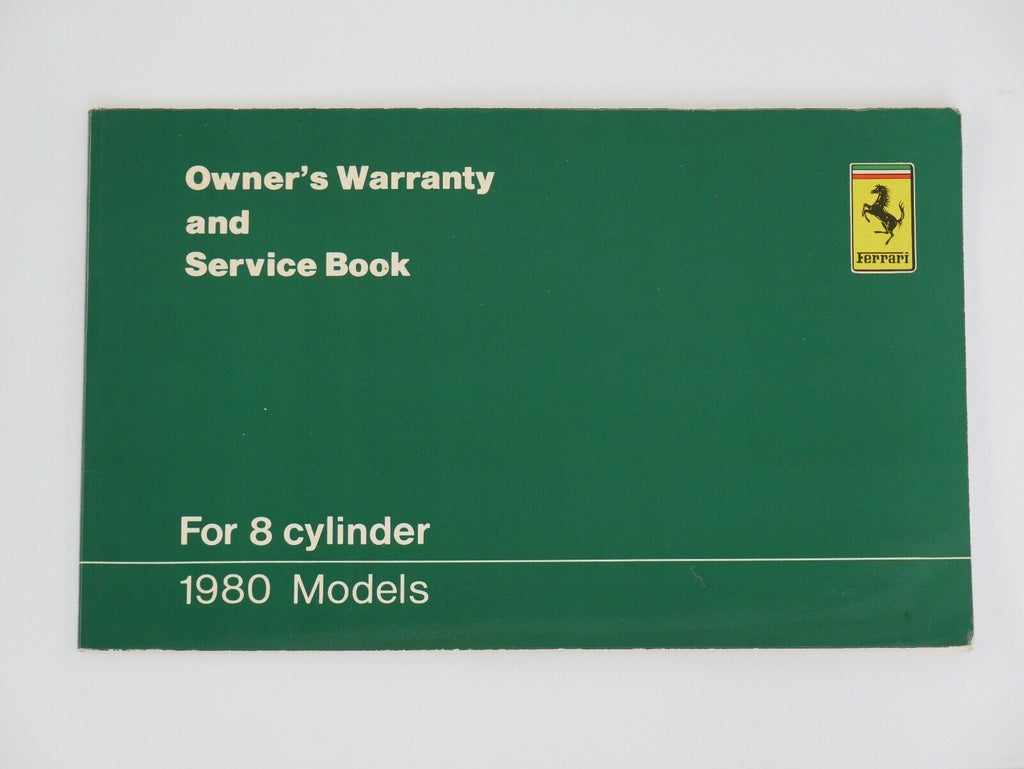 Owner's Warranty
and
Service Book
Ferrari
For 8 cylinder
1980 Models